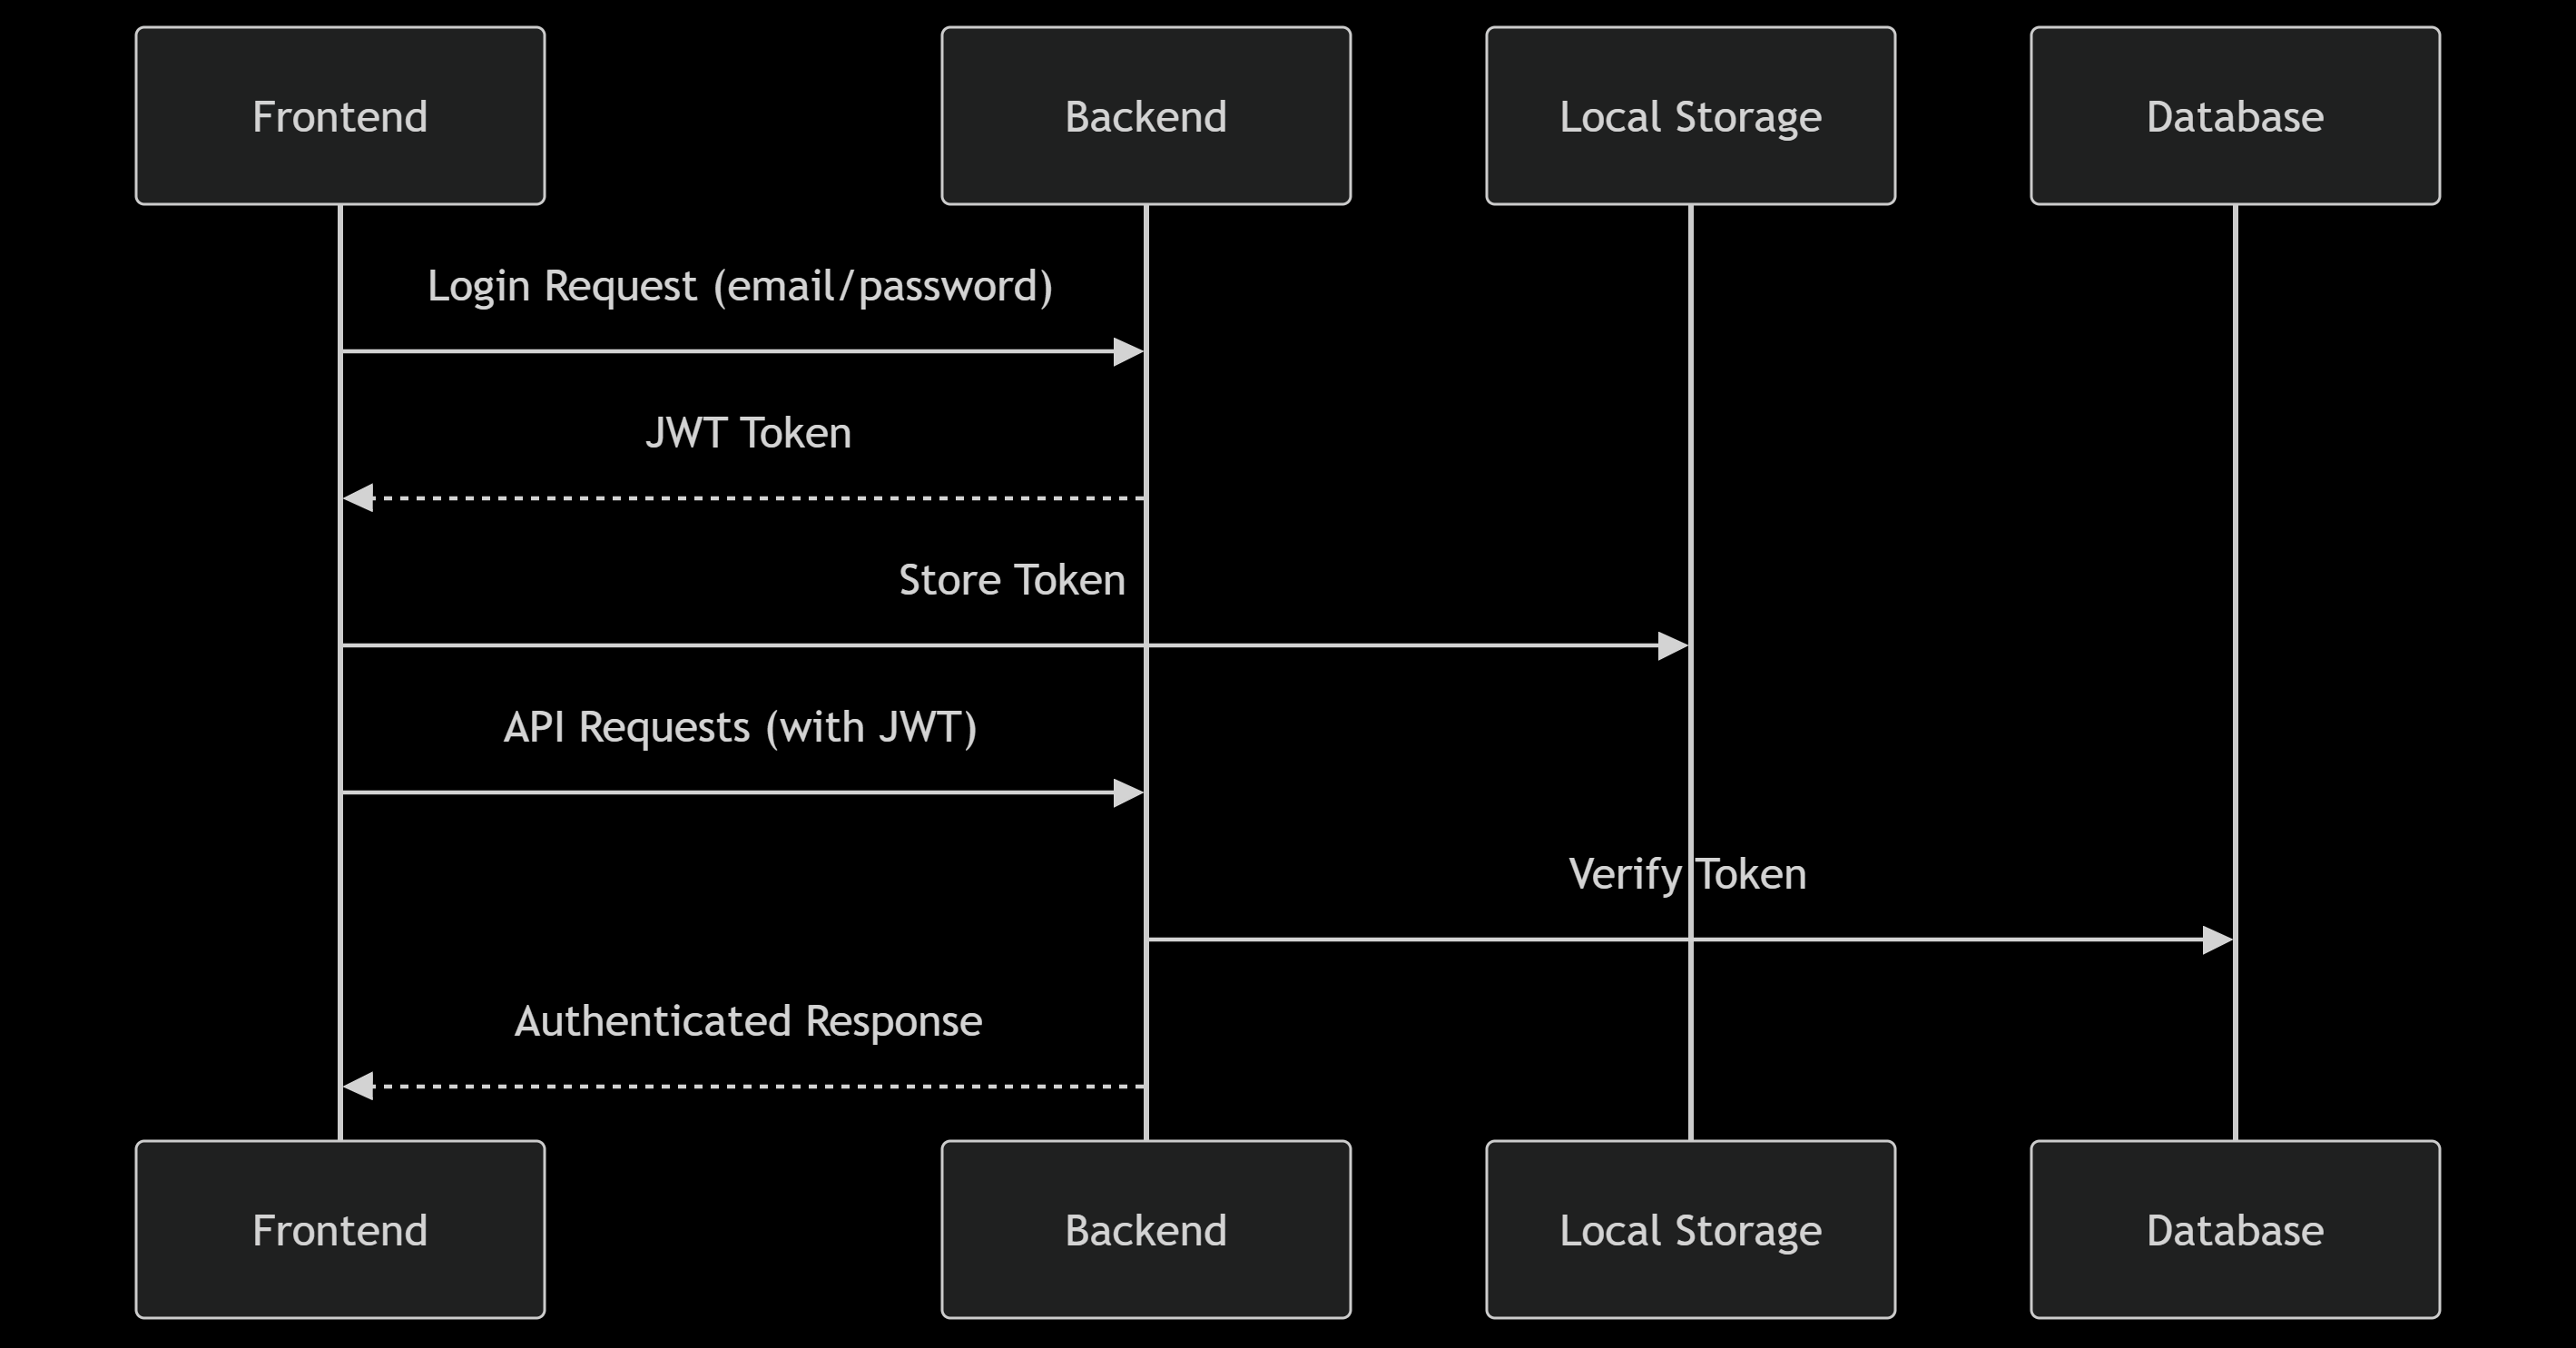 Frontend
Backend
Local Storage
Database
Login Request (email/password)
JWT Token
Store Token
API Requests (with JWT)
Verify Token
Authenticated Response
Frontend
Backend
Local Storage
Database